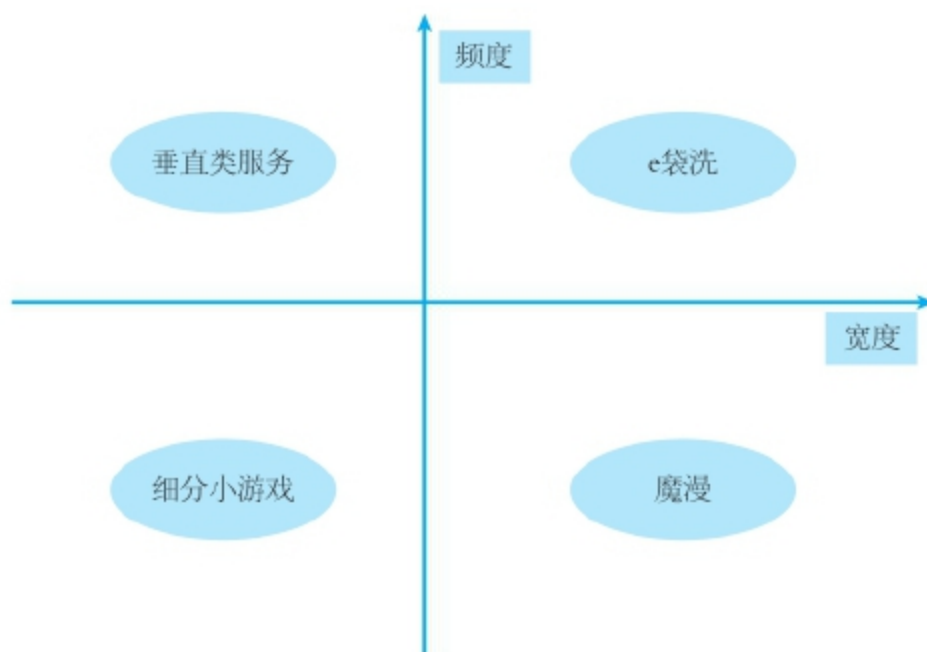 频度
垂直类服务
e袋洗
宽度
细分小游戏
魔漫